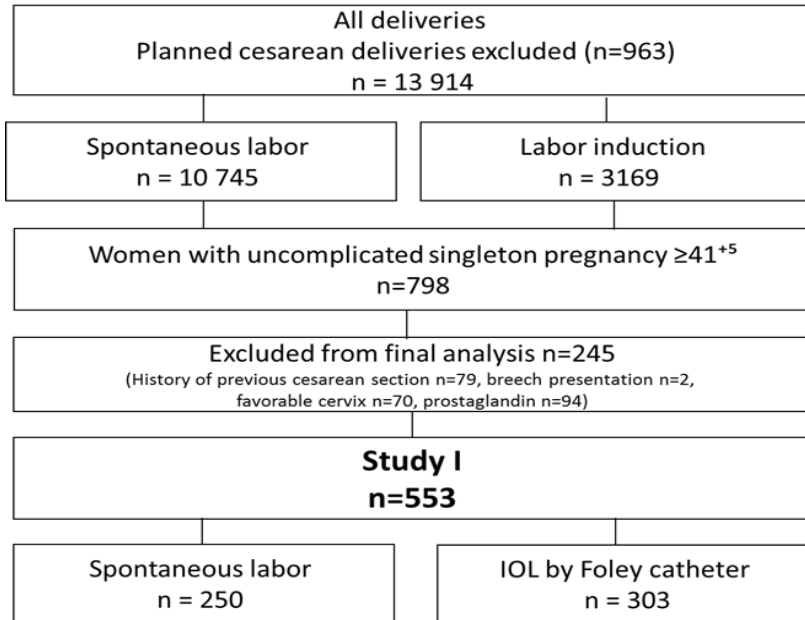 All deliveries
Planned cesarean deliveries excluded (n=963)
n = 13 914
Spontaneous labor
n = 10 745
Labor induction
n = 3169
Women with uncomplicated singleton pregnancy ≥41⁺⁵
n=798
Excluded from final analysis n=245
(History of previous cesarean section n=79, breech presentation n=2,
favorable cervix n=70, prostaglandin n=94)
Study I
n=553
Spontaneous labor
n = 250
IOL by Foley catheter
n = 303